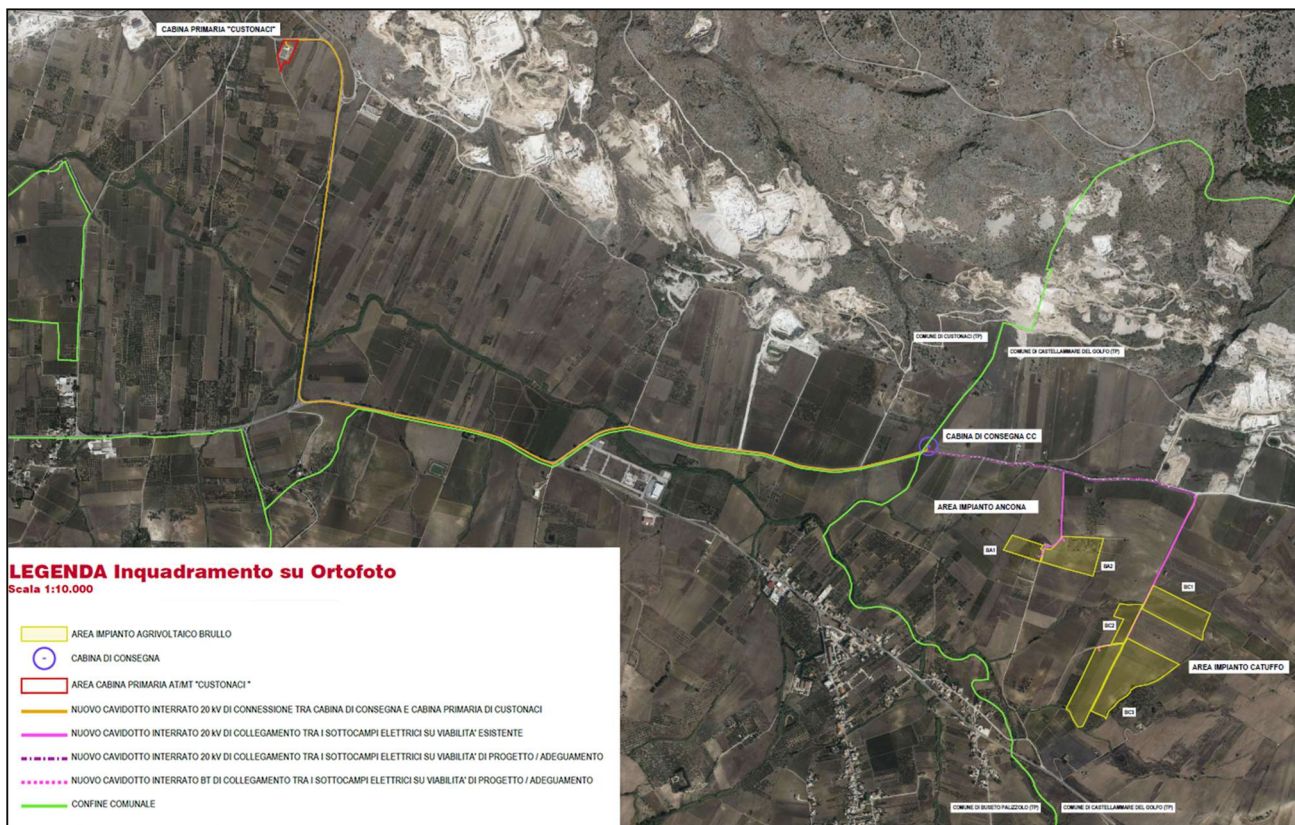 CABINA PRIMARIA "CUSTONACI"
COMUNE DI CUSTONACI (TP)
COMUNE DI CASTELLAMMARE DEL GOLFO (TP)
CABINA DI CONSEGNA CC
AREA IMPIANTO ANCONA
BA1
BA2
BC1
BC2
AREA IMPIANTO CATUFFO
BC3
LEGENDA Inquadramento su Ortofoto
Scala 1:10.000
AREA IMPIANTO AGRIVOLTAICO BRULLO
CABINA DI CONSEGNA
AREA CABINA PRIMARIA AT/MT "CUSTONACI "
NUOVO CAVIDOTTO INTERRATO 20 kV DI CONNESSIONE TRA CABINA DI CONSEGNA E CABINA PRIMARIA DI CUSTONACI
NUOVO CAVIDOTTO INTERRATO 20 kV DI COLLEGAMENTO TRA I SOTTOCAMPI ELETTRICI SU VIABILITA' ESISTENTE
NUOVO CAVIDOTTO INTERRATO 20 kV DI COLLEGAMENTO TRA I SOTTOCAMPI ELETTRICI SU VIABILITA' DI PROGETTO / ADEGUAMENTO
NUOVO CAVIDOTTO INTERRATO BT DI COLLEGAMENTO TRA I SOTTOCAMPI ELETTRICI SU VIABILITA' DI PROGETTO / ADEGUAMENTO
CONFINE COMUNALE
COMUNE DI BUSETO PALIZZOLO (TP)
COMUNE DI CASTELLAMMARE DEL GOLFO (TP)